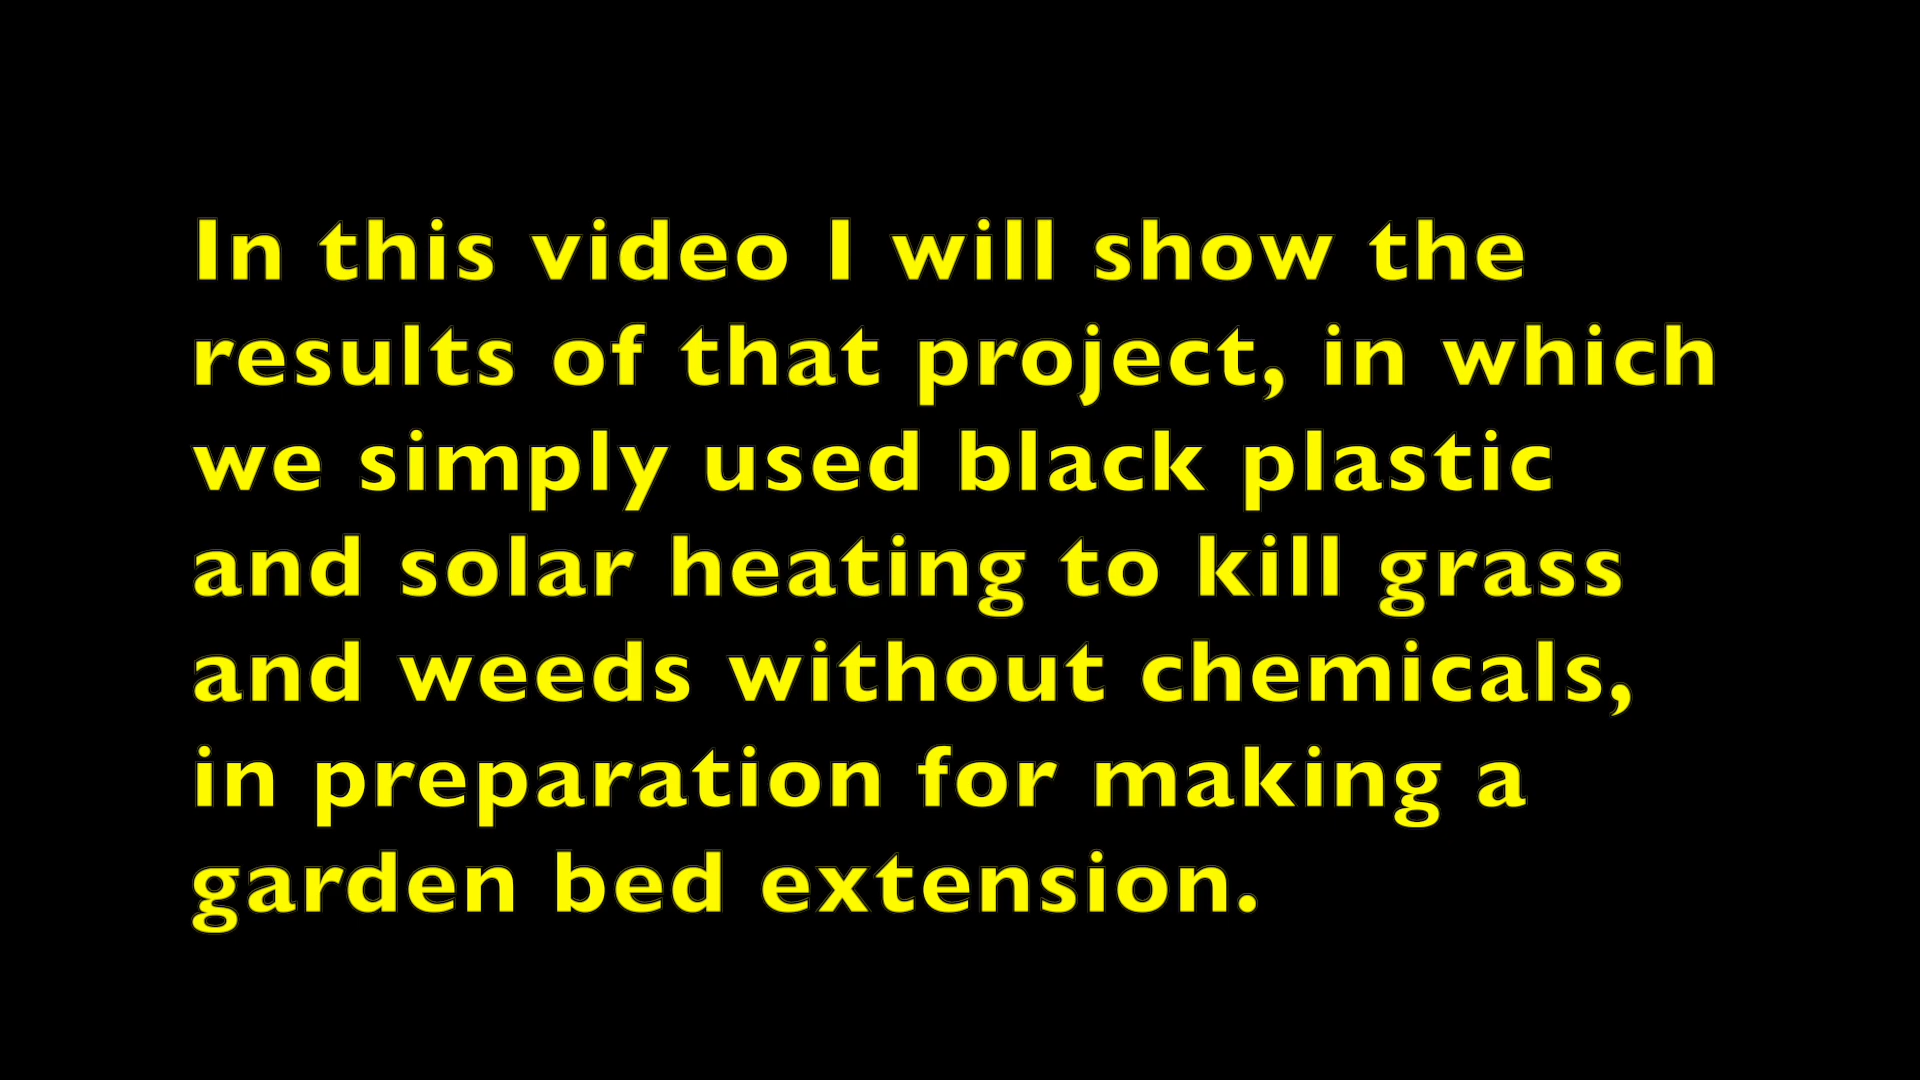 In this video I will show the
results of that project, in which
we simply used black plastic
and solar heating to kill grass
and weeds without chemicals,
in preparation for making a
garden bed extension.